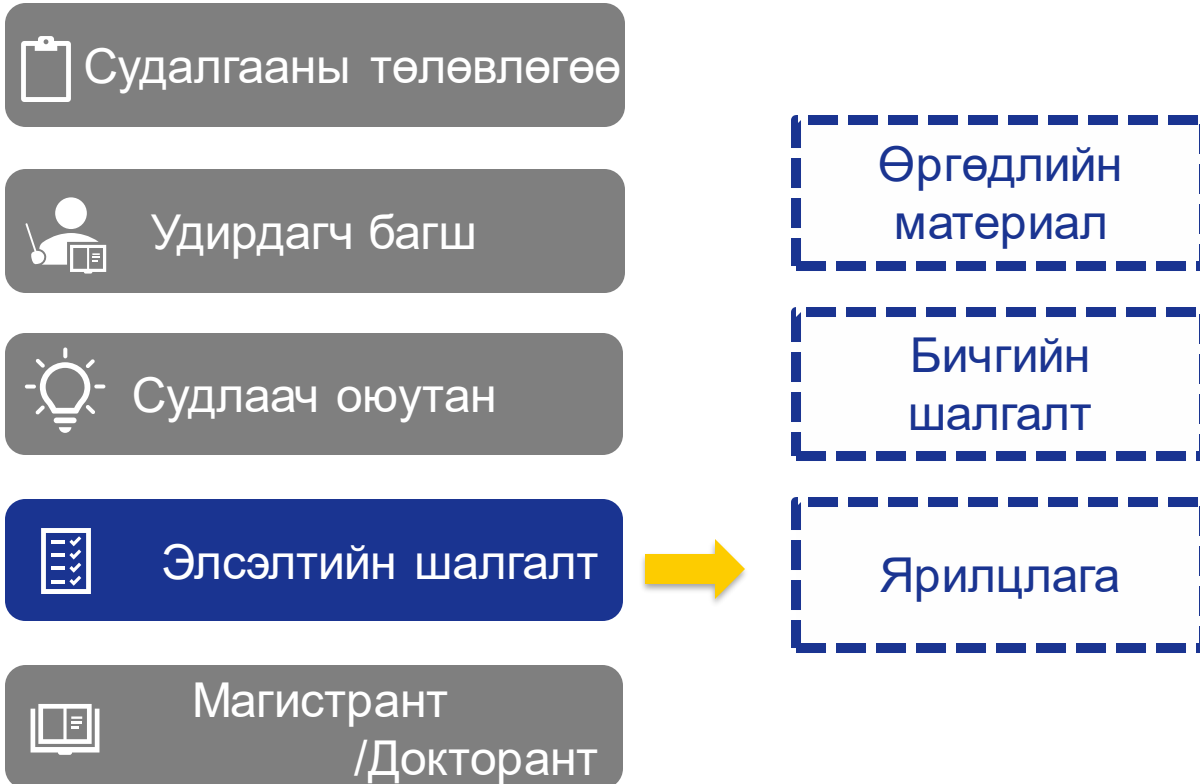 Судалгааны төлөвлөгөө
Удирдагч багш
Судлаач оюутан
Элсэлтийн шалгалт
Магистрант
/Докторант
Өргөдлийн
материал
Бичгийн
шалгалт
Ярилцлага